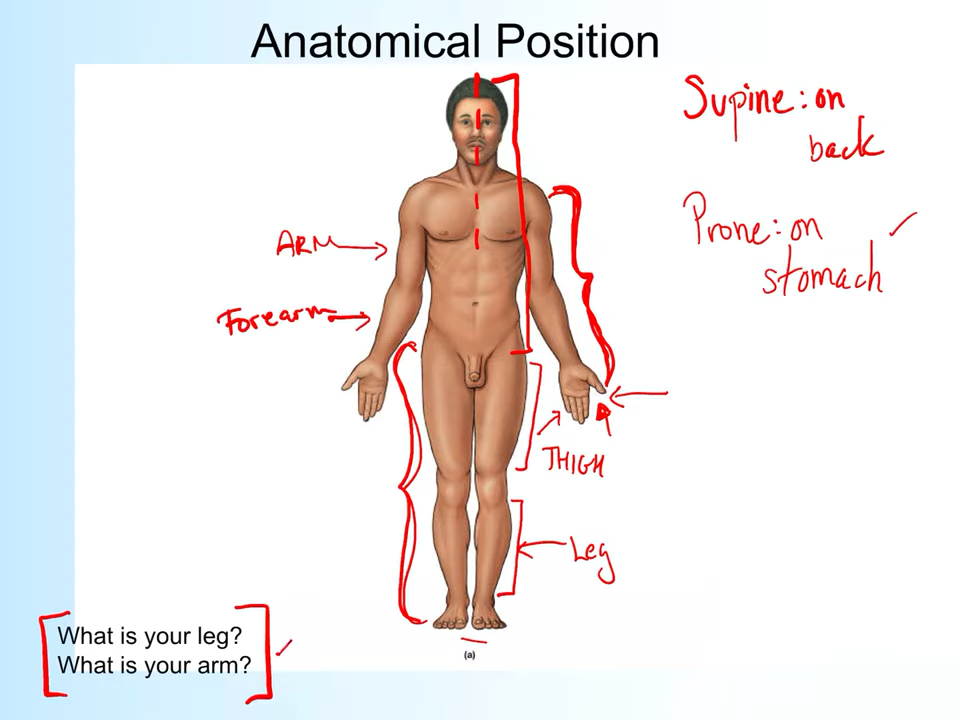 Anatomical Position
Supine: on
back
Prone: on
stomach
ARM
Forearm
THIGH
Leg
What is your leg?
What is your arm?
(a)